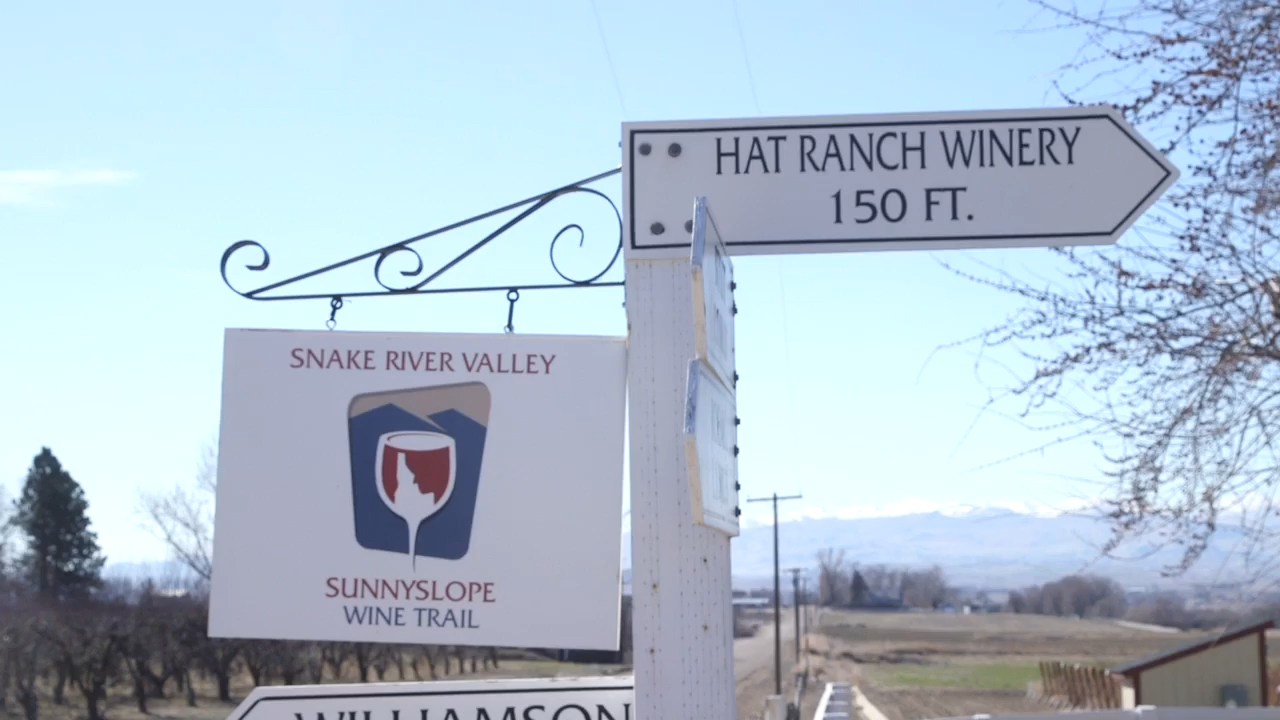 HAT RANCH WINERY
150 FT.
SNAKE RIVER VALLEY
SUNNYSLOPE
WINE TRAIL
WILLIAMSON